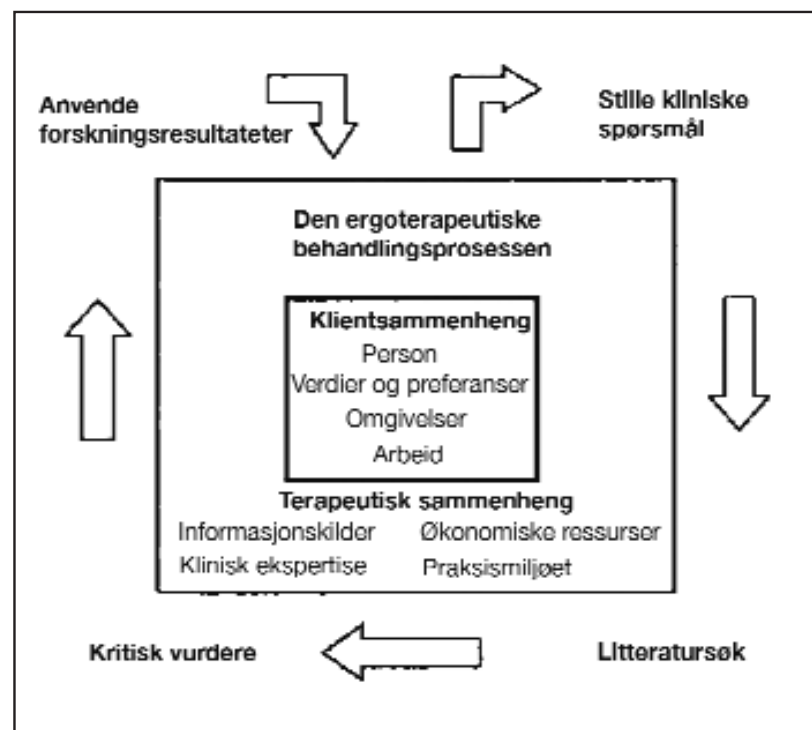 Anvende
forskningsresultateter
Stille kliniske
spørsmål
Den ergoterapeutiske
behandlingsprosessen
Klientsammenheng
Person
Verdier og preferanser
Omgivelser
Arbeid
Terapeutisk sammenheng
Informasjonskilder Økonomiske ressurser
Klinisk ekspertise Praksismiljøet
Kritisk vurdere
Litteratursøk